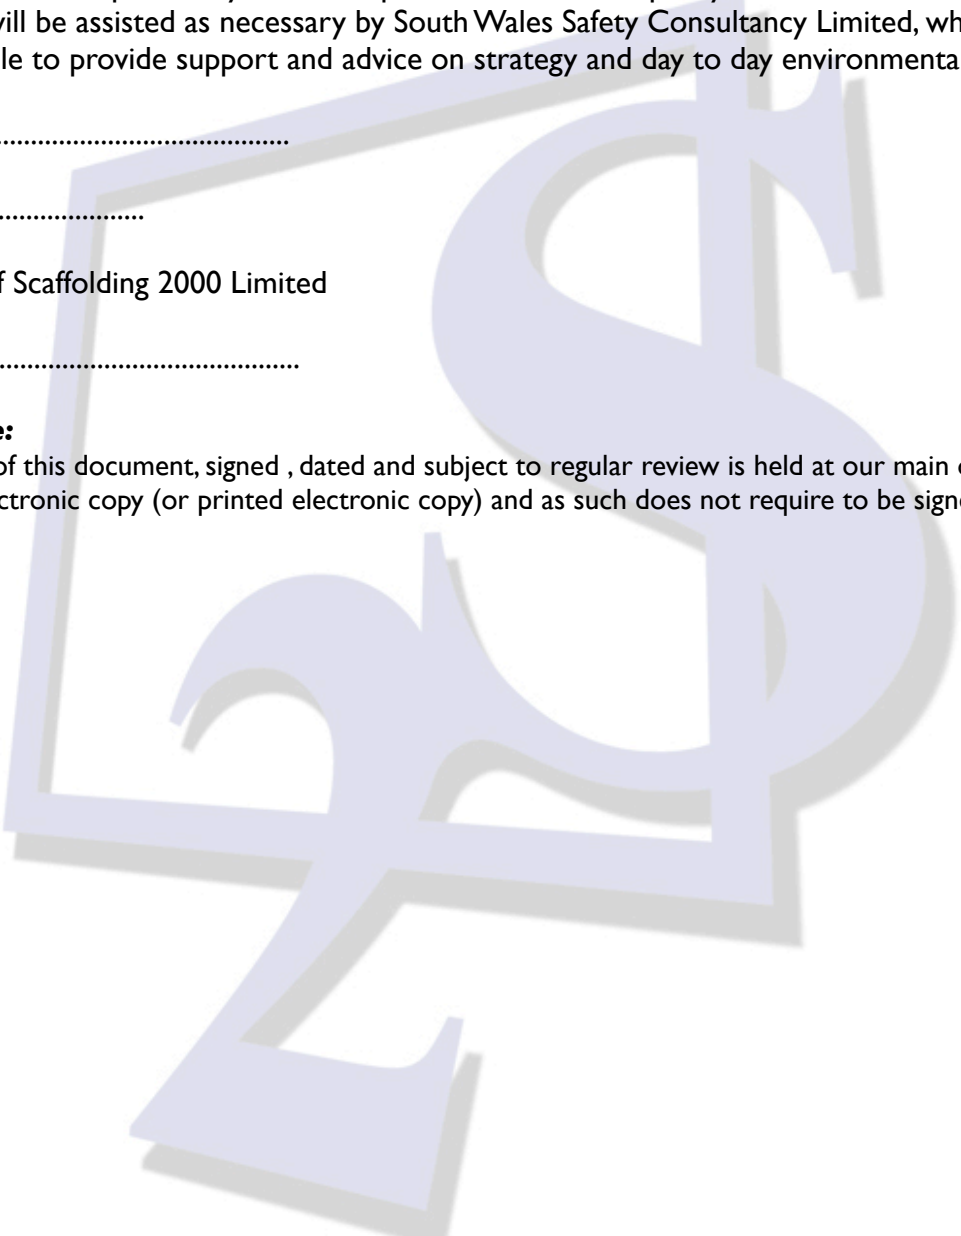 will be assisted as necessary by South Wales Safety Consultancy Limited, wh
le to provide support and advice on strategy and day to day environmenta
..........................................
.....................
f Scaffolding 2000 Limited
...........................................
e:
of this document, signed , dated and subject to regular review is held at our main
ctronic copy (or printed electronic copy) and as such does not require to be signe
S
2